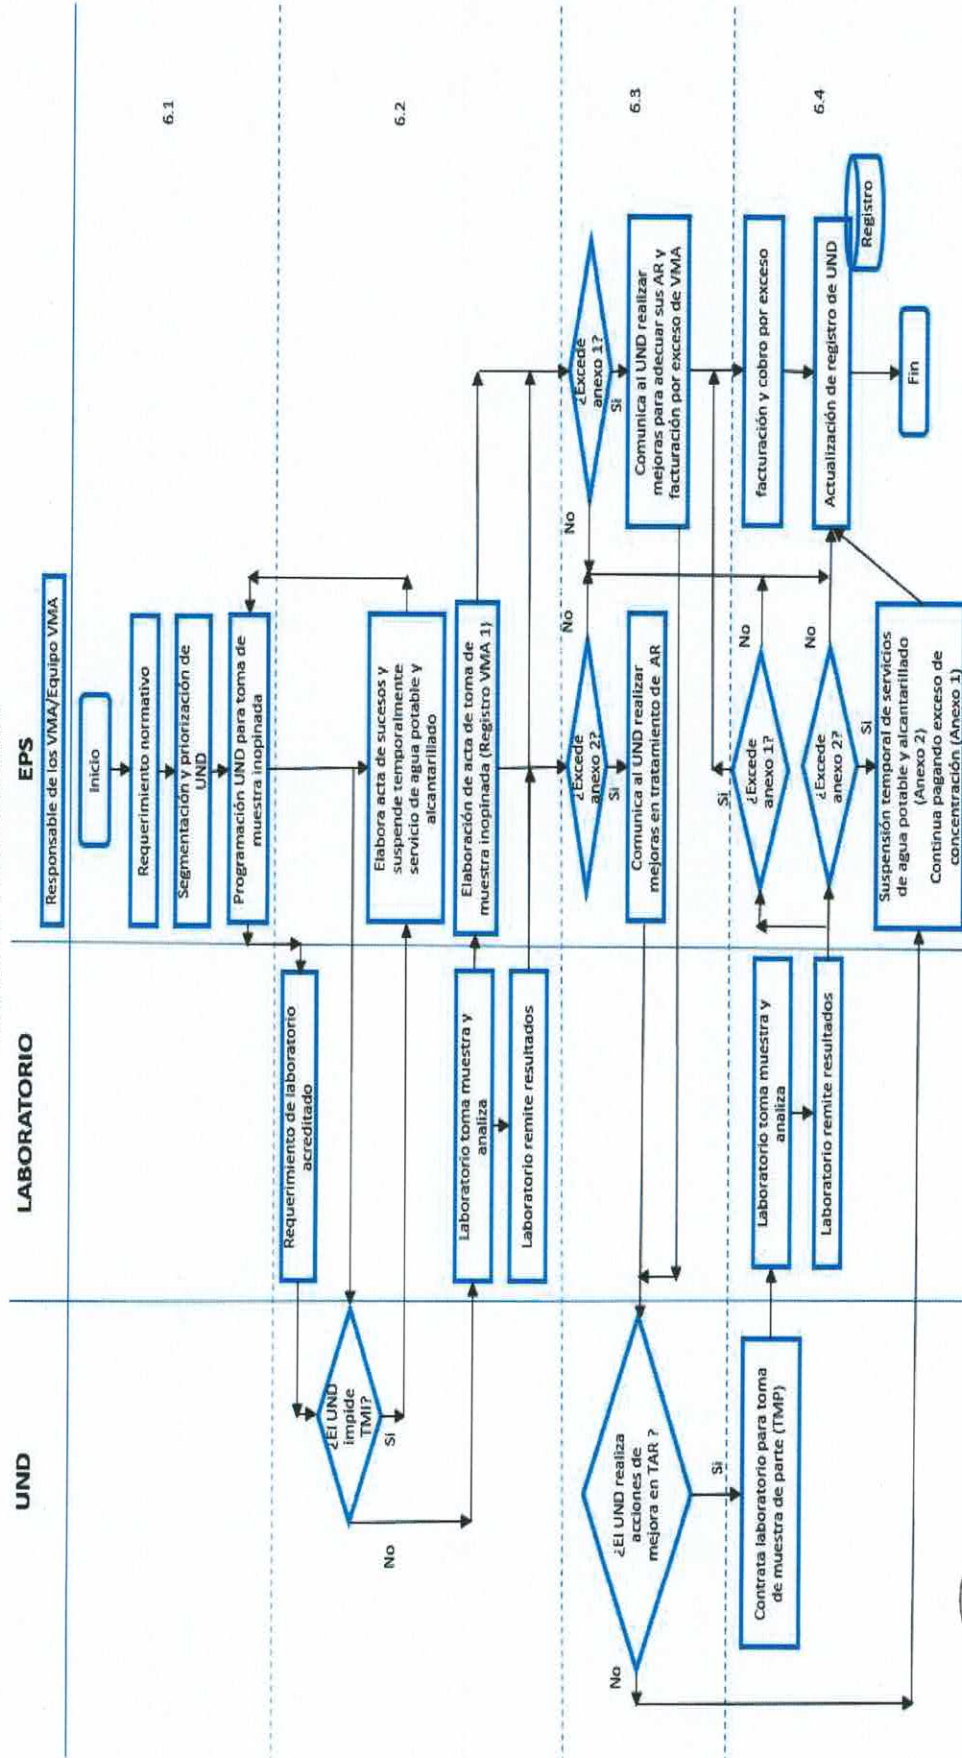 UND
LABORATORIO
EPS
Responsable de los VMA/Equipo VMA
Inicio
6.1
Requerimiento normativo
Segmentación y priorización de
UND
Programación UND para toma de
muestra inopinada
6.2
Requerimiento de laboratorio
acreditado
¿El UND
impide
TMI?
Si
No
Elabora acta de sucesos y
suspende temporalmente
servicio de agua potable y
alcantarillado
Laboratorio toma muestra y
analiza
Elaboración de acta de toma de
muestra inopinada (Registro VMA 1)
Laboratorio remite resultados
6.3
¿Excede
anexo 2?
No
Si
¿Excede
anexo 1?
No
Si
Comunica al UND realizar
mejoras en tratamiento de AR
Comunica al UND realizar
mejoras para adecuar sus AR y
facturación por exceso de VMA
¿El UND realiza
acciones de
mejora en TAR ?
No
Si
6.4
Contrata laboratorio para toma
de muestra de parte (TMP)
Laboratorio toma muestra y
analiza
Laboratorio remite resultados
Si
¿Excede
anexo 1?
No
¿Excede
anexo 2?
No
Si
facturación y cobro por exceso
Actualización de registro de UND
Registro
Suspensión temporal de servicios
de agua potable y alcantarillado
(Anexo 2)
Continua pagando exceso de
concentración (Anexo 1)
Fin